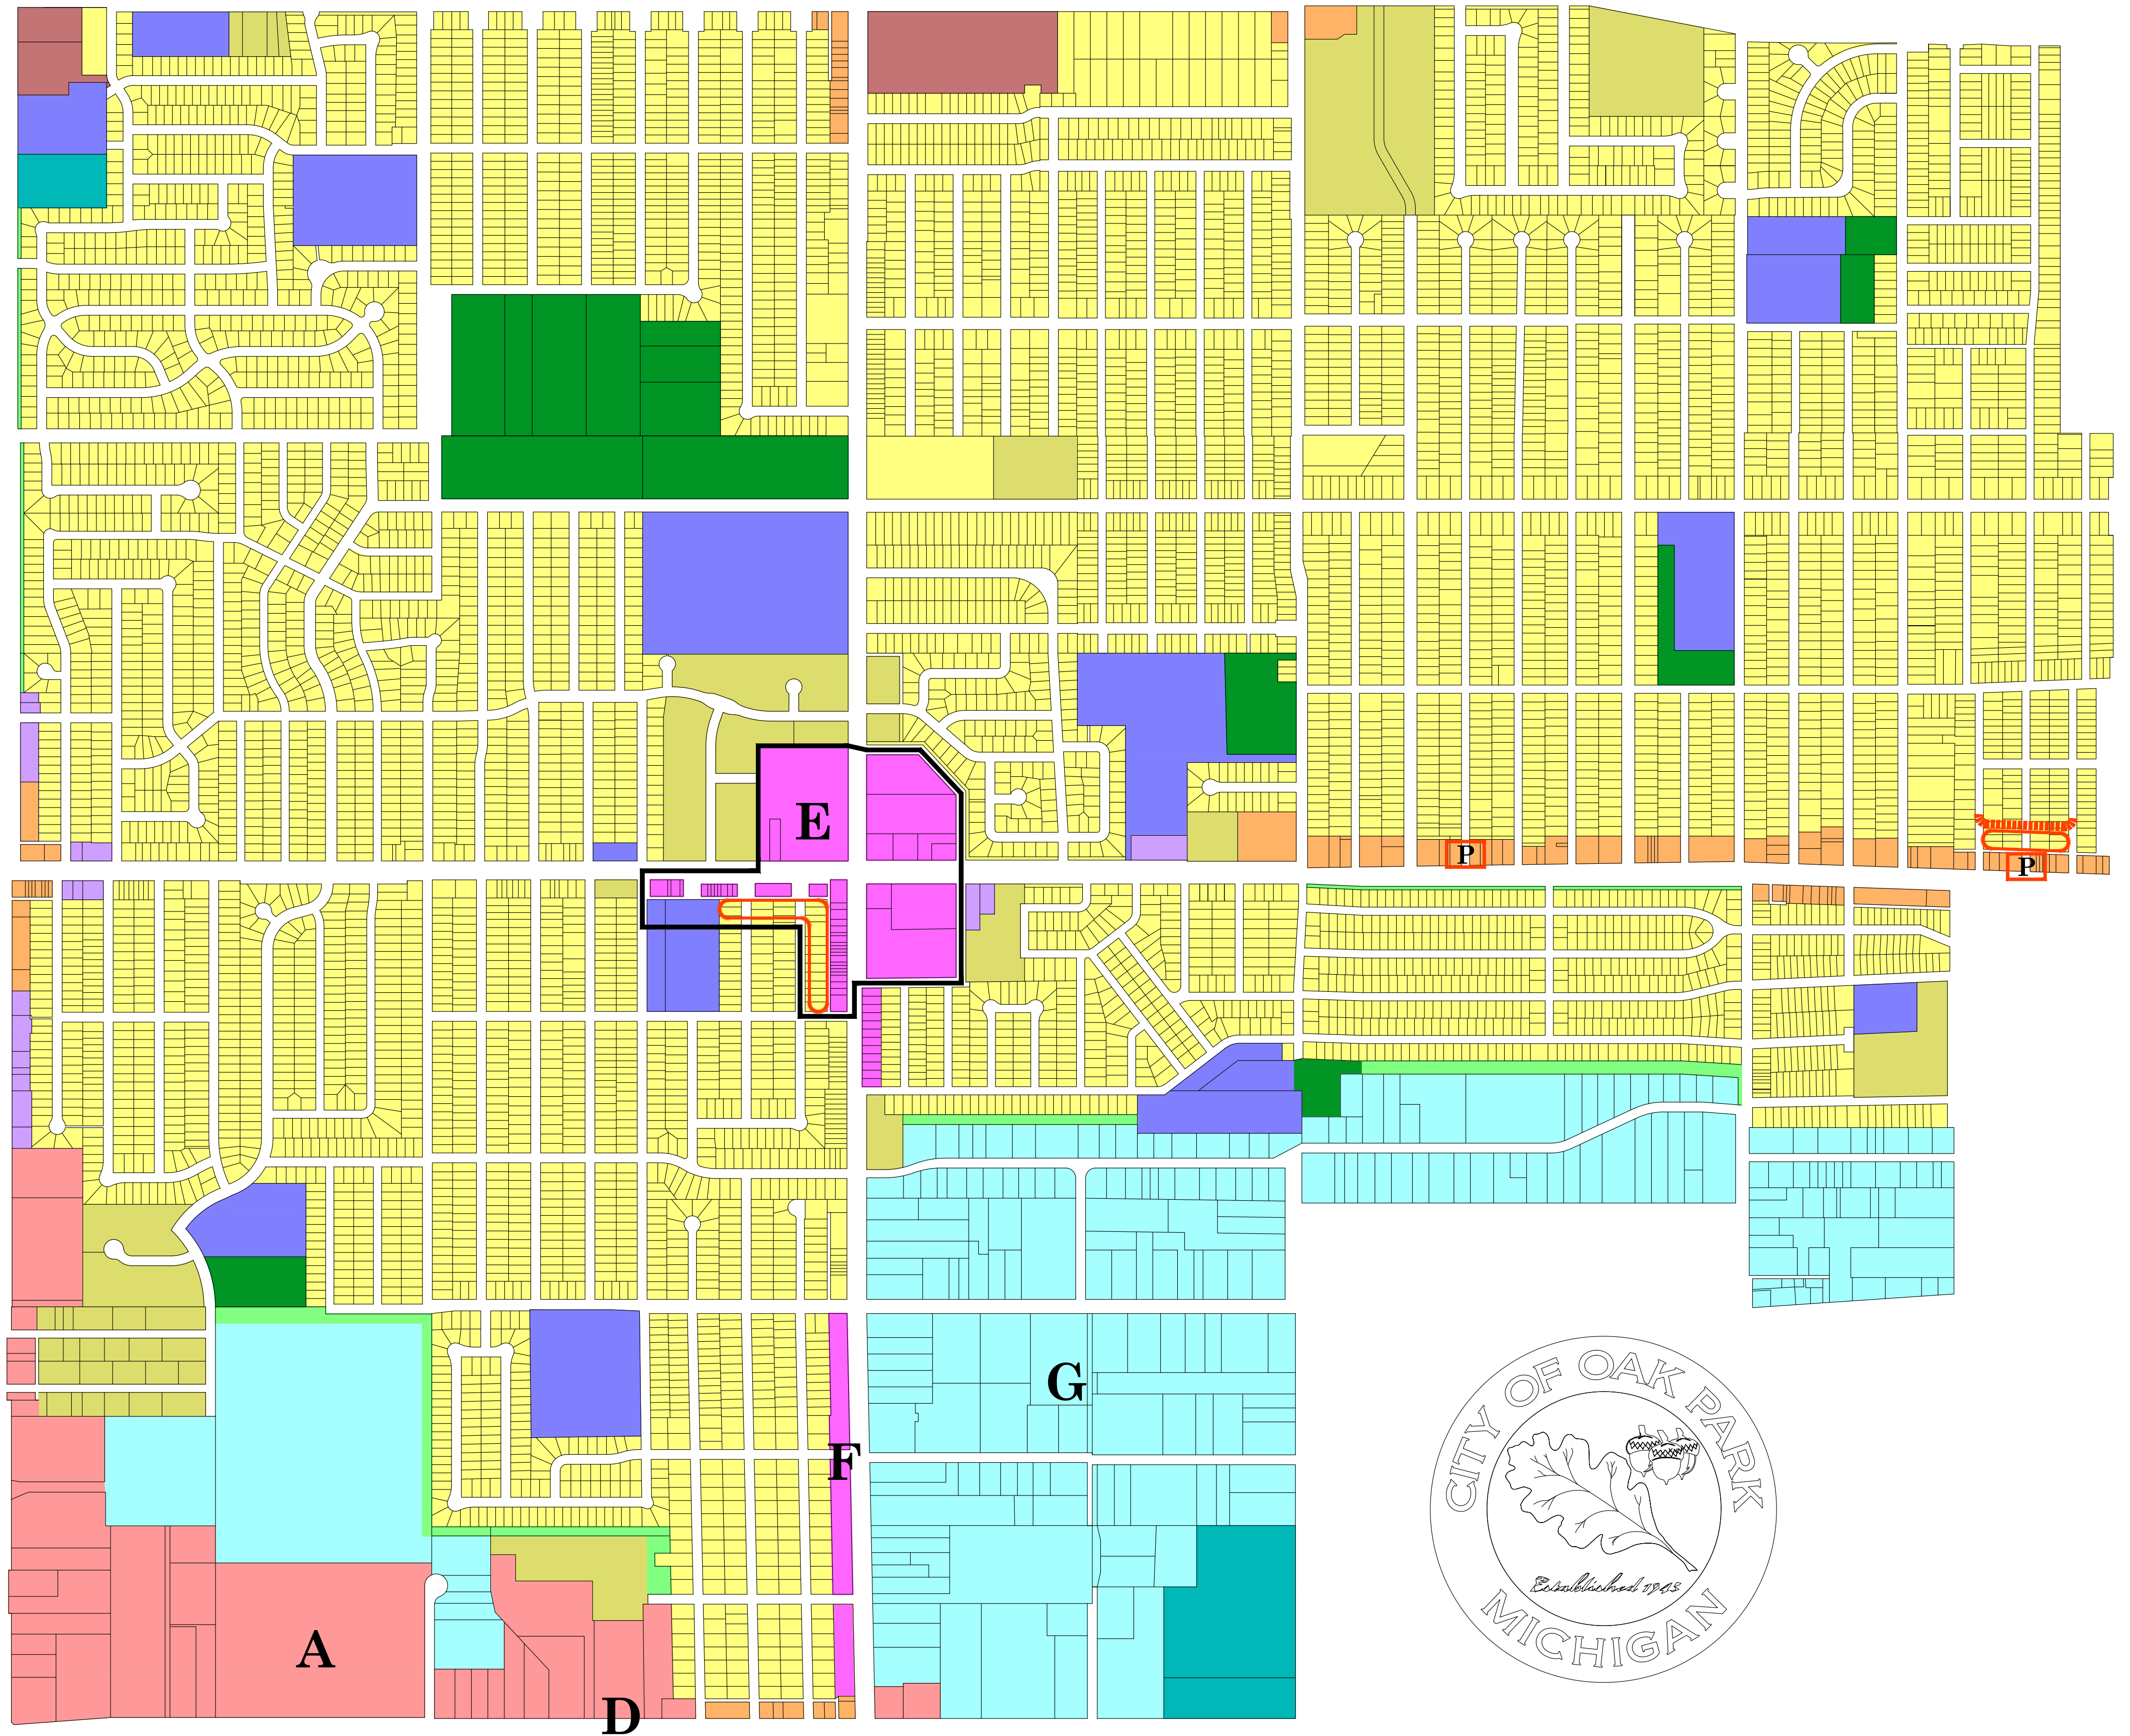 E
P
P
F
G
A
D
CITY OF OAK PARK
Established 1945
MICHIGAN